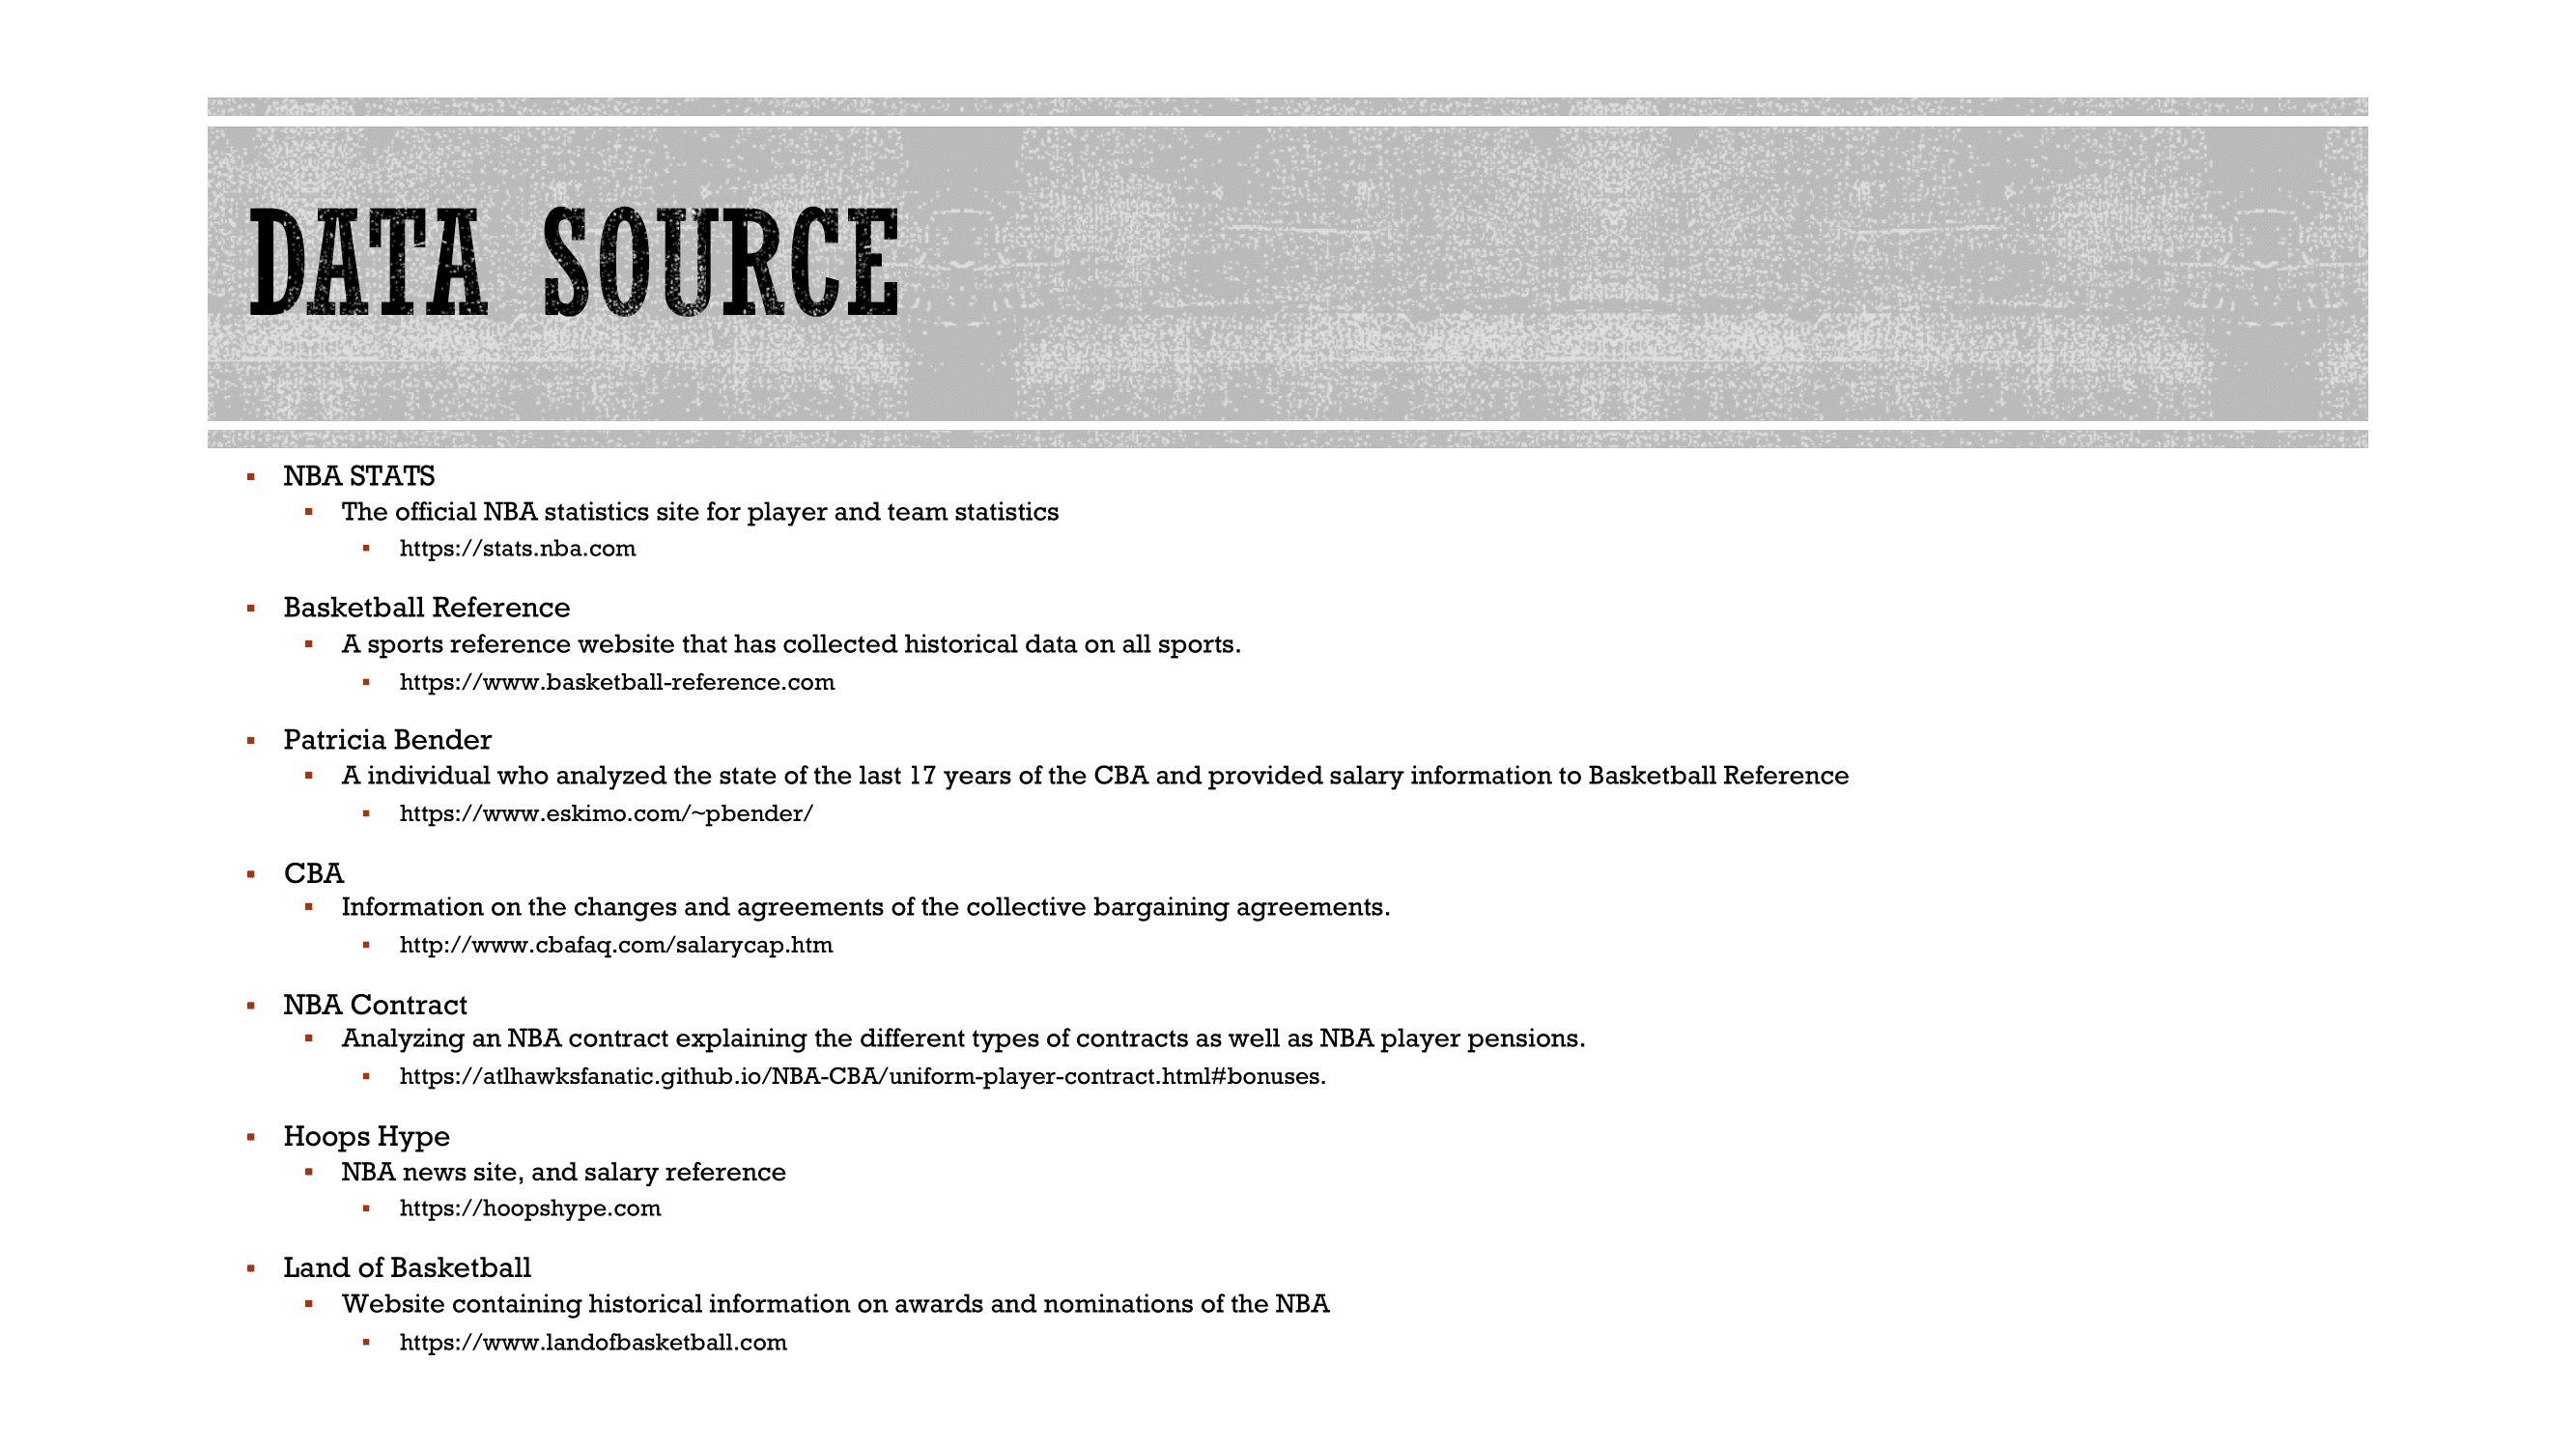 DATA SOURCE
NBA STATS
The official NBA statistics site for player and team statistics
https://stats.nba.com
Basketball Reference
A sports reference website that has collected historical data on all sports.
https://www.basketball-reference.com
Patricia Bender
A individual who analyzed the state of the last 17 years of the CBA and provided salary information to Basketball Reference
https://www.eskimo.com/~pbender/
CBA
Information on the changes and agreements of the collective bargaining agreements.
http://www.cbafaq.com/salarycap.htm
NBA Contract
Analyzing an NBA contract explaining the different types of contracts as well as NBA player pensions.
https://atlhawksfanatic.github.io/NBA-CBA/uniform-player-contract.html#bonuses.
Hoops Hype
NBA news site, and salary reference
https://hoopshype.com
Land of Basketball
Website containing historical information on awards and nominations of the NBA
https://www.landofbasketball.com